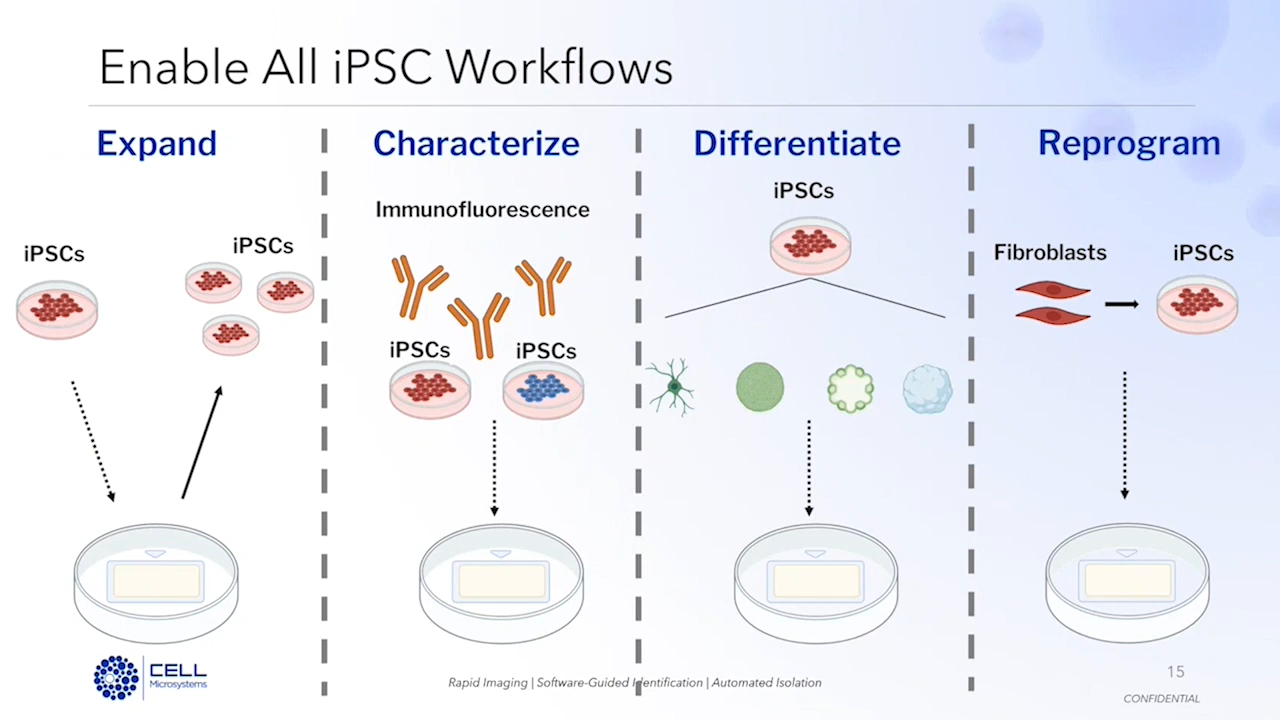 Enable All iPSC Workflows
Expand
Characterize
Differentiate
Reprogram
iPSCs
iPSCs
Immunofluorescence
iPSCs
iPSCs
iPSCs
Fibroblasts
iPSCs
CELL
Microsystems
Rapid Imaging | Software-Guided Identification | Automated Isolation
15
CONFIDENTIAL